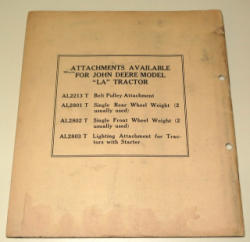 ATTACHMENTS AVAILABLE
FOR JOHN DEERE MODEL
"LA" TRACTOR
AL2213 T Belt Pulley Attachment
AL2801 T Single Rear Wheel Weight (2
usually used)
AL2802 T Single Front Wheel Weight (2
usually used)
AL2803 T Lighting Attachment for Trac-
tors with Starter